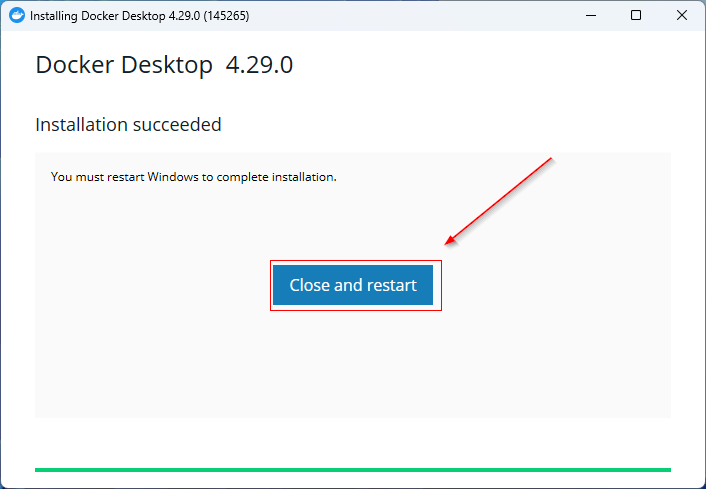 Installing Docker Desktop 4.29.0 (145265)
Docker Desktop 4.29.0
Installation succeeded
You must restart Windows to complete installation.
Close and restart